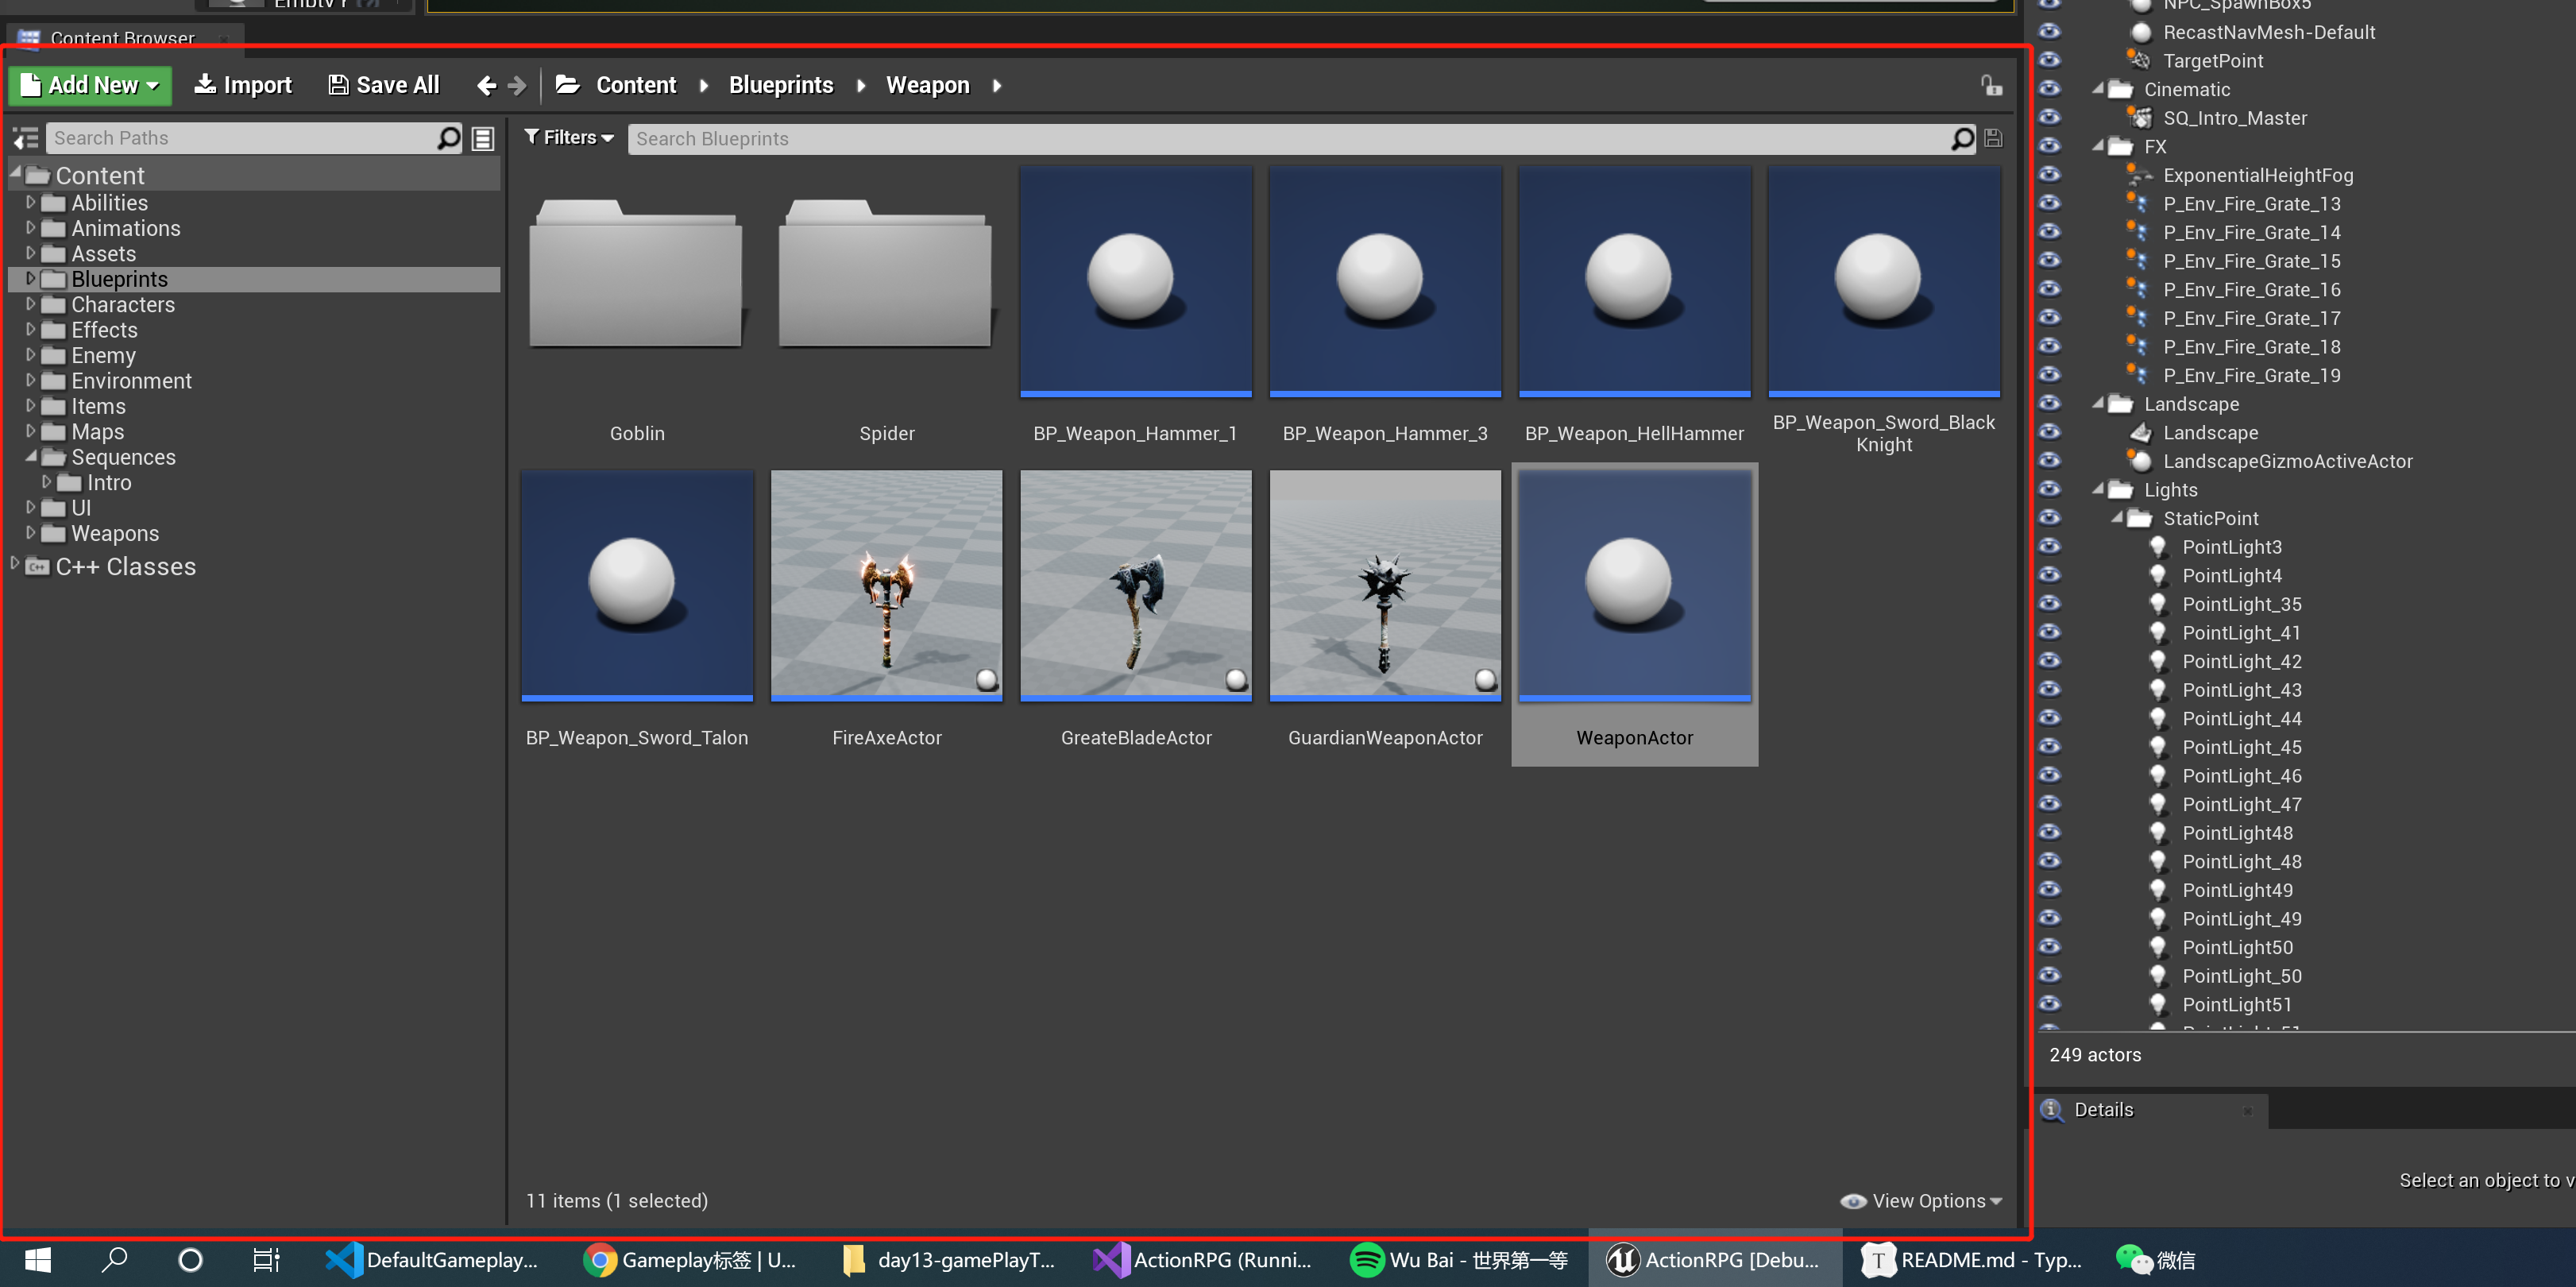 Content Browser
Add New
Import
Save All
Content
Blueprints
Weapon
Search Paths
Filters
Search Blueprints
Content
Abilities
Animations
Assets
Blueprints
Characters
Effects
Enemy
Environment
Items
Maps
Sequences
Intro
UI
Weapons
C++ Classes
Goblin
Spider
BP_Weapon_Hammer_1
BP_Weapon_Hammer_3
BP_Weapon_HellHammer
BP_Weapon_Sword_Black
Knight
BP_Weapon_Sword_Talon
FireAxeActor
GreateBladeActor
GuardianWeaponActor
WeaponActor
11 items (1 selected)
View Options
NPC_SpawnBox5
RecastNavMesh-Default
TargetPoint
Cinematic
SQ_Intro_Master
FX
ExponentialHeightFog
P_Env_Fire_Grate_13
P_Env_Fire_Grate_14
P_Env_Fire_Grate_15
P_Env_Fire_Grate_16
P_Env_Fire_Grate_17
P_Env_Fire_Grate_18
P_Env_Fire_Grate_19
Landscape
Landscape
LandscapeGizmoActiveActor
Lights
StaticPoint
PointLight3
PointLight4
PointLight_35
PointLight_41
PointLight_42
PointLight_43
PointLight_44
PointLight_45
PointLight_46
PointLight_47
PointLight48
PointLight_48
PointLight49
PointLight_49
PointLight50
PointLight_50
PointLight51
249 actors
Details
Select an object to v
DefaultGameplay...
Gameplay标签 | U...
day13-gamePlayT...
ActionRPG (Runni...
Wu Bai - 世界第一等
ActionRPG [Debu...
README.md - Typ...
微信